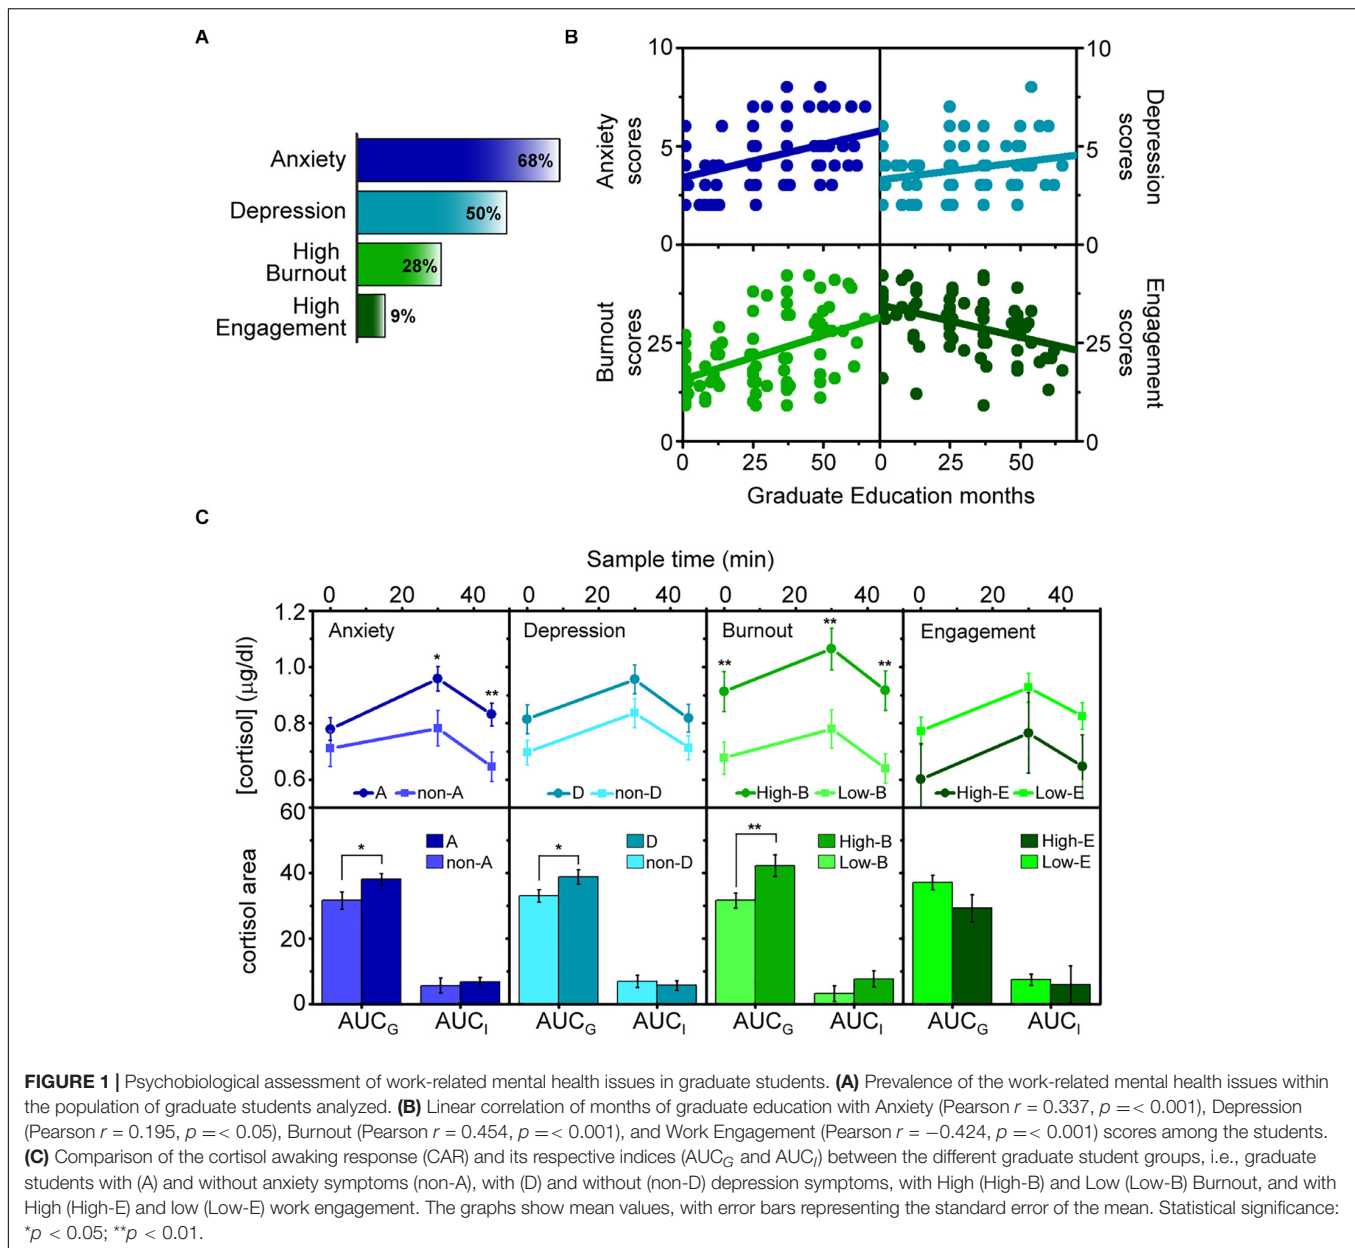 A
Anxiety
68%
Depression
50%
High
Burnout
28%
High
Engagement
9%
B
10
5
0
Anxiety
scores
10
5
0
Depression
scores
25
0
Burnout
scores
25
0
Engagement
scores
0
25
50
0
25
50
Graduate Education months
C
Sample time (min)
0 20 40 0 20 40 0 20 40 0 20 40
1.2
1.0
0.8
0.6
[cortisol] (µg/dl)
Anxiety
*
**
A non-A
Depression
D non-D
Burnout
**
**
**
High-B Low-B
Engagement
High-E Low-E
60
40
20
0
cortisol area
A
non-A
*
D
non-D
*
High-B
Low-B
**
High-E
Low-E
AUCG AUCI AUCG AUCI AUCG AUCI AUCG AUCI
FIGURE 1 | Psychobiological assessment of work-related mental health issues in graduate students. (A) Prevalence of the work-related mental health issues within
the population of graduate students analyzed. (B) Linear correlation of months of graduate education with Anxiety (Pearson r = 0.337, p =< 0.001), Depression
(Pearson r = 0.195, p =< 0.05), Burnout (Pearson r = 0.454, p =< 0.001), and Work Engagement (Pearson r = −0.424, p =< 0.001) scores among the students.
(C) Comparison of the cortisol awaking response (CAR) and its respective indices (AUCG and AUCI) between the different graduate student groups, i.e., graduate
students with (A) and without anxiety symptoms (non-A), with (D) and without (non-D) depression symptoms, with High (High-B) and Low (Low-B) Burnout, and with
High (High-E) and low (Low-E) work engagement. The graphs show mean values, with error bars representing the standard error of the mean. Statistical significance:
*p < 0.05; **p < 0.01.